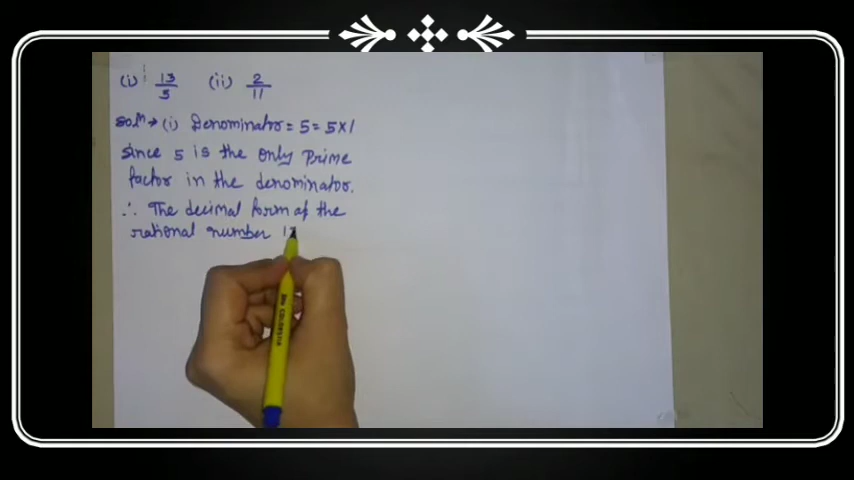 (i) 13/5 (ii) 2/11
Solⁿ → (i) Denominator = 5 = 5×1
Since 5 is the only Prime
factor in the denominator.
∴ The decimal form of the
rational number